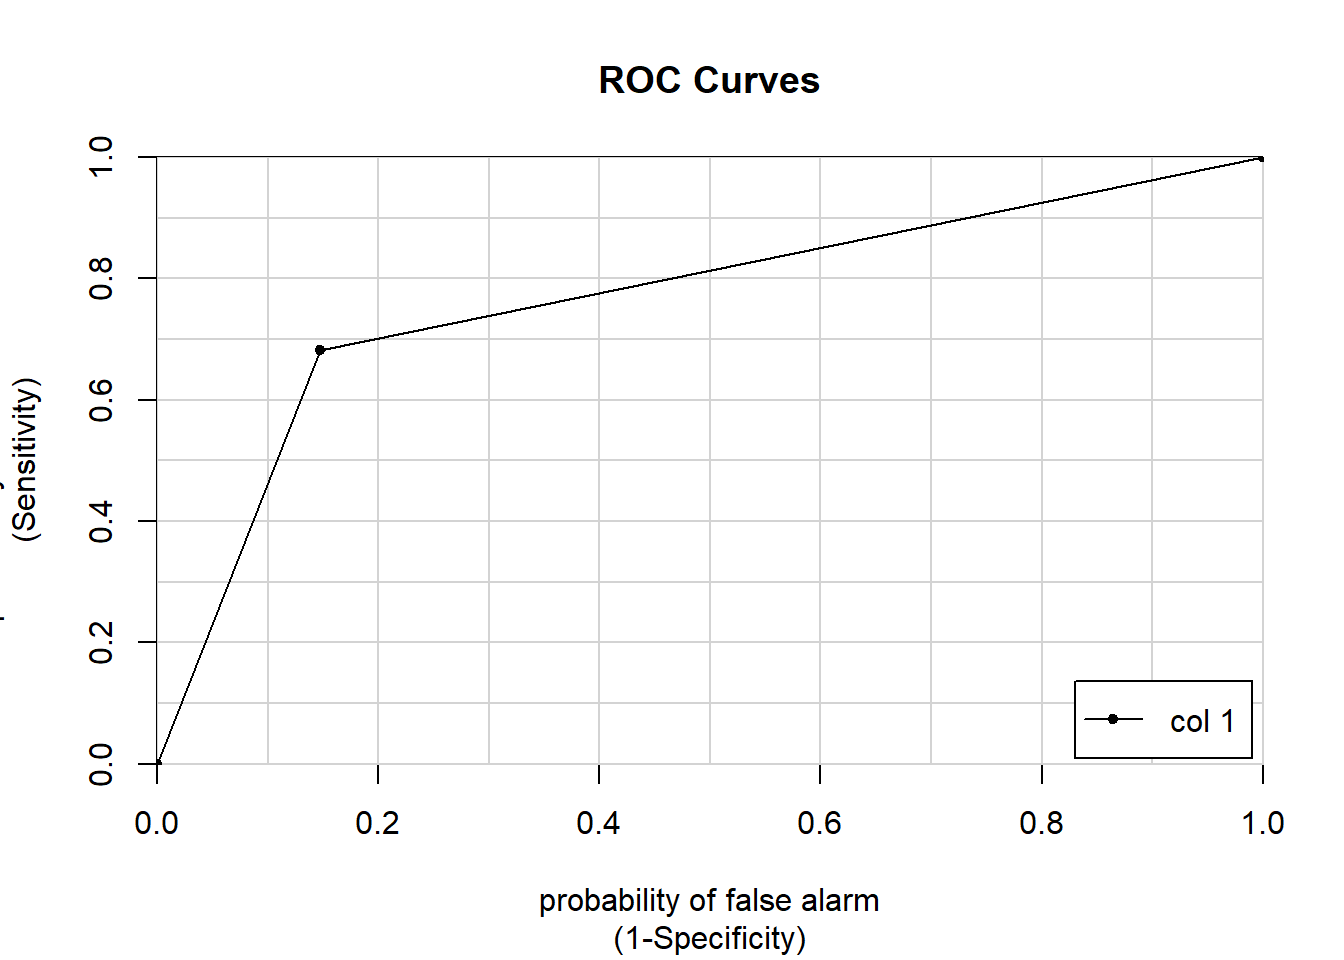 ROC Curves
(Sensitivity)
1.0
0.8
0.6
0.4
0.2
0.0
col 1
0.0 0.2 0.4 0.6 0.8 1.0
probability of false alarm
(1-Specificity)